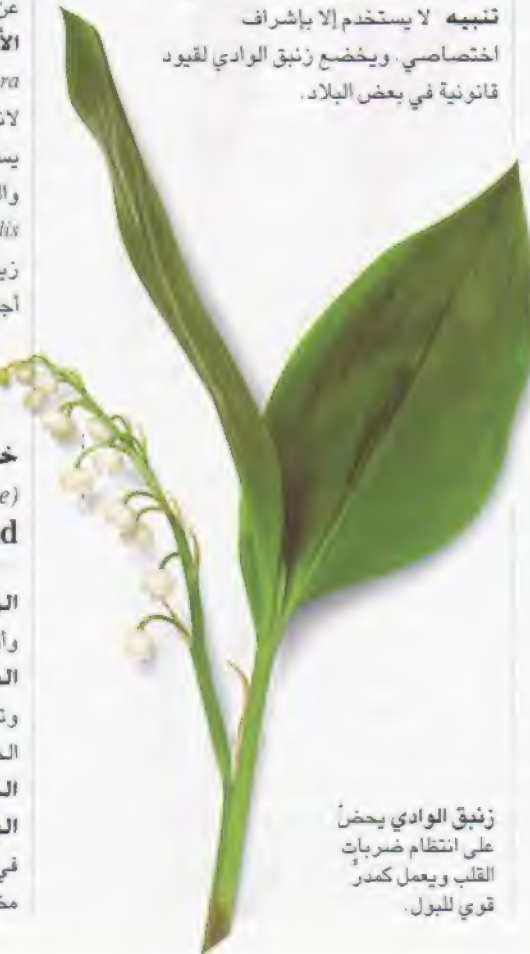 تنبيه لا يستخدم إلا بإشراف
اختصاصي. ويخضع زنبق الوادي لقيود
قانونية في بعض البلاد.
زنبق الوادي يحضّ
على انتظام ضربات
القلب ويعمل كمدرٍّ
قوي للبول.